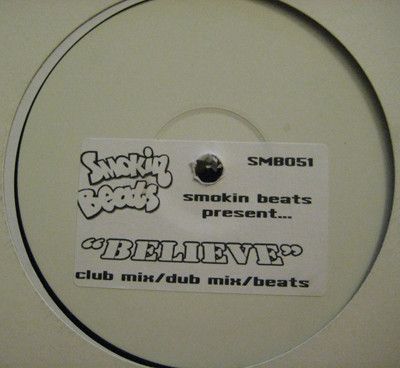 Smokin Beats
SMB051
smokin beats
present...
"BELIEVE"
club mix/dub mix/beats